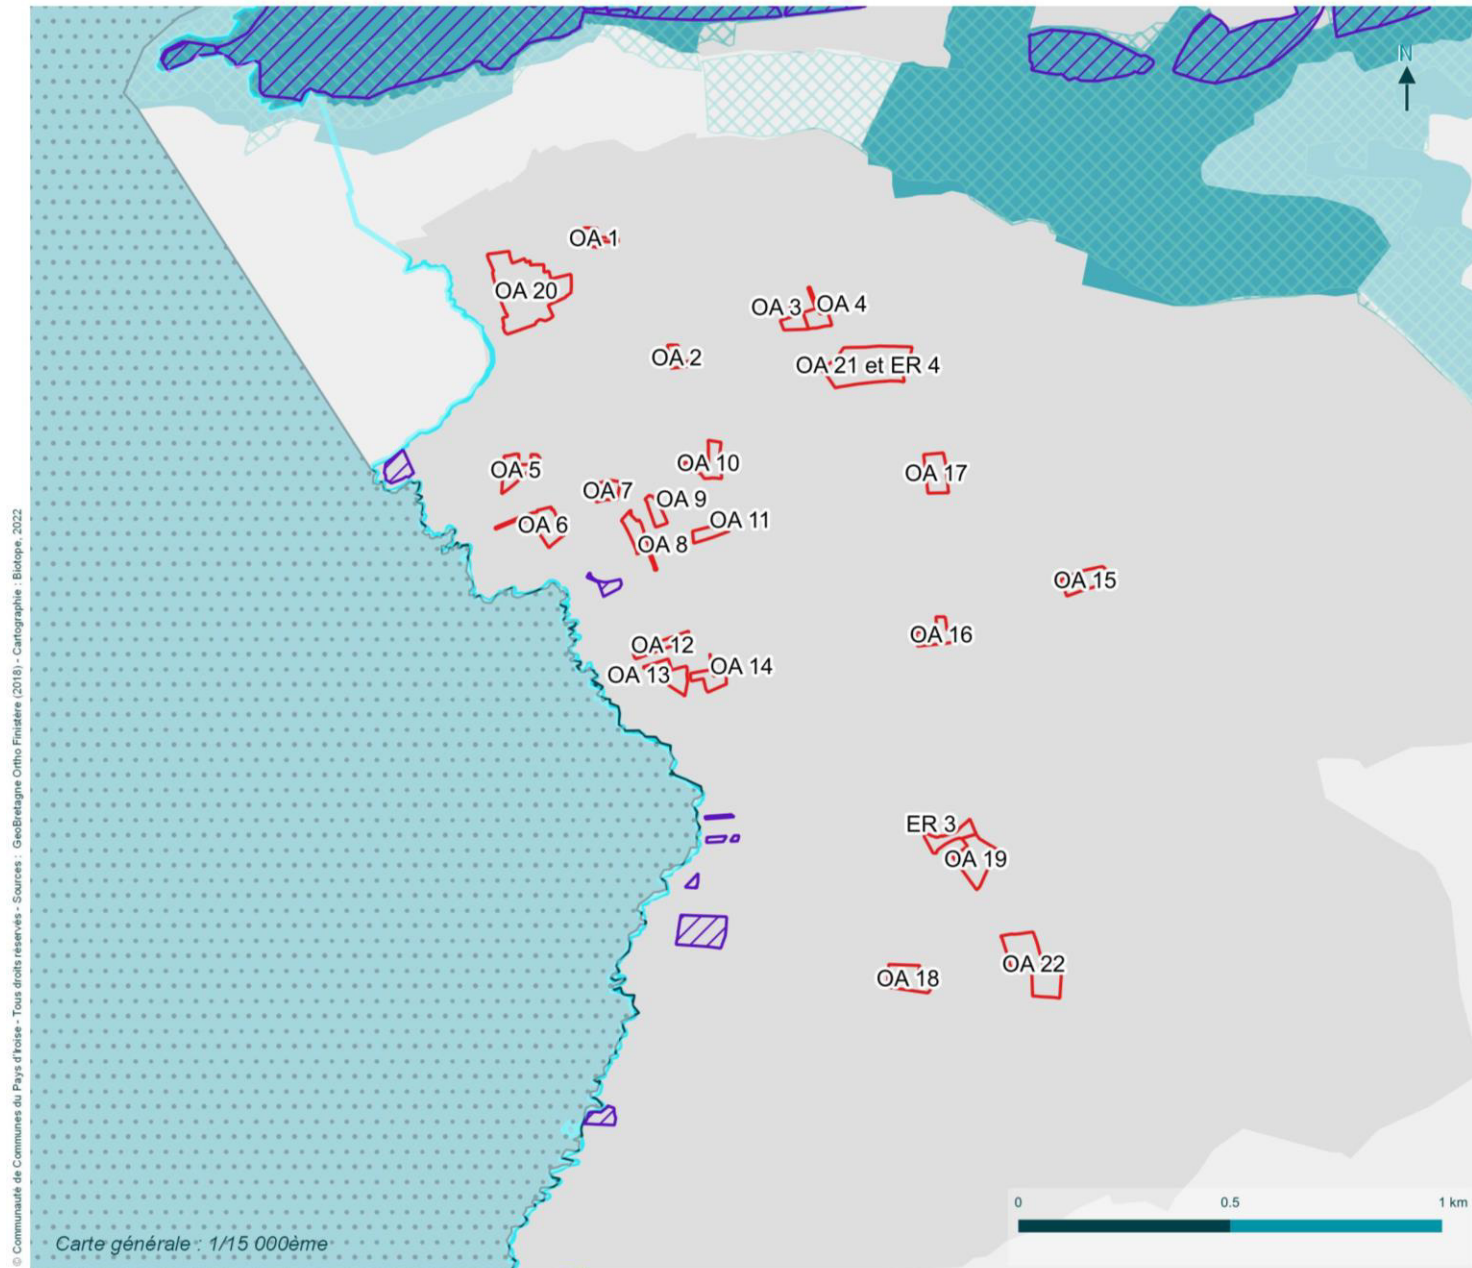 N
OA 1
OA 20
OA 3
OA 4
OA 2
OA 21 et ER 4
OA 5
OA 10
OA 17
OA 7
OA 9
OA 6
OA 11
OA 8
OA 15
OA 16
OA 12
OA 13
OA 14
ER 3
OA 19
OA 22
OA 18
0 0.5 1 km
Carte générale : 1/15 000ème
© Communauté de Communes du Pays d'Iroise - Tous droits réservés - Sources : GeoBretagne Ortho Finistère (2018) - Cartographie : Biotope, 2022